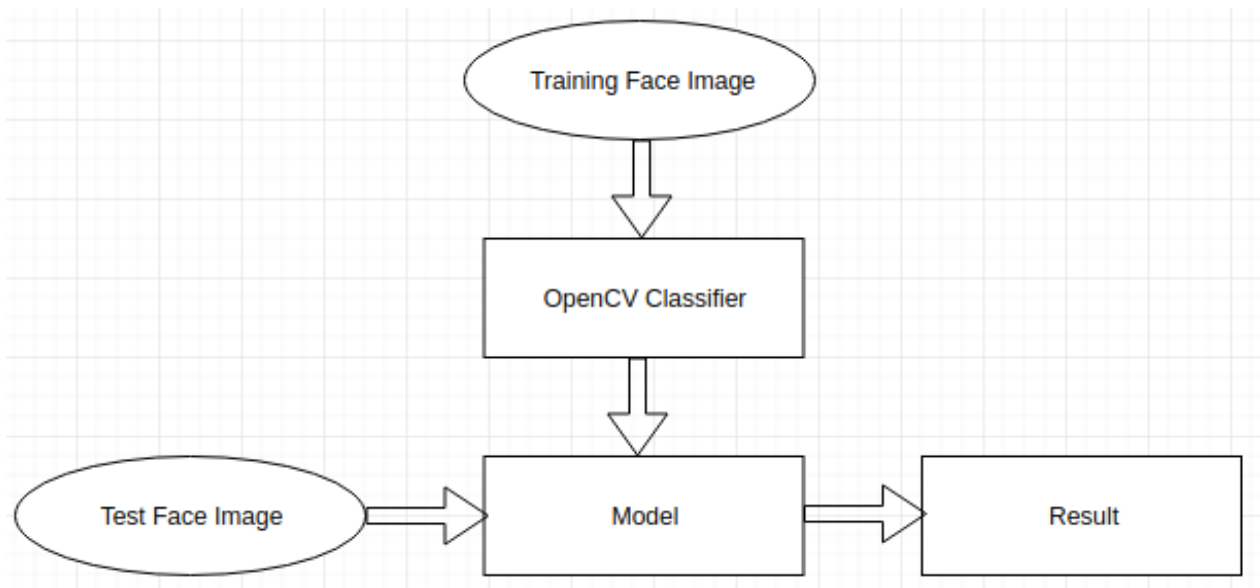 Training Face Image
OpenCV Classifier
Test Face Image
Model
Result